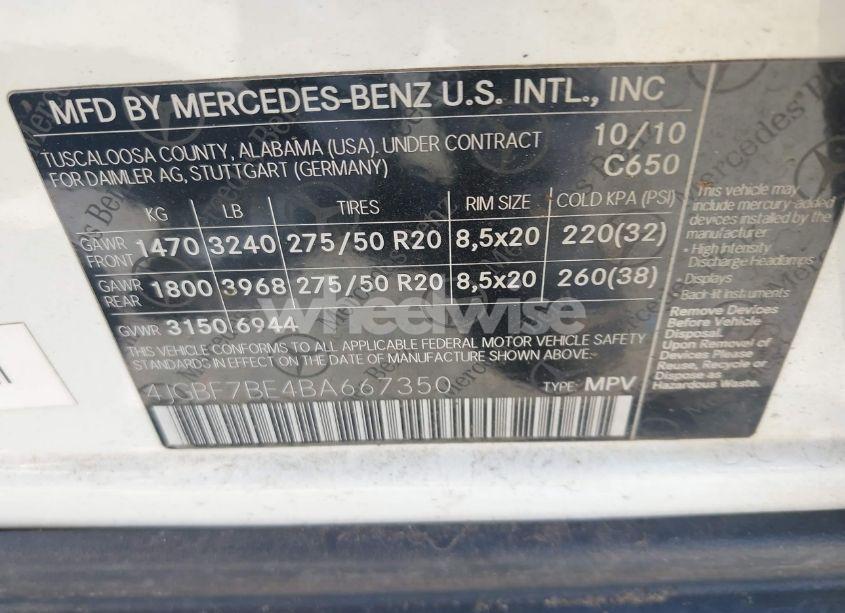 MFD BY MERCEDES-BENZ U.S. INTL., INC
TUSCALOOSA COUNTY, ALABAMA (USA). UNDER CONTRACT
FOR DAIMLER AG, STUTTGART (GERMANY)
10/10
C650
KG LB TIRES RIM SIZE COLD KPA (PSI)
GAWR FRONT 1470 3240 275/50 R20 8,5x20 220(32)
GAWR REAR 1800 3968 275/50 R20 8,5x20 260(38)
GVWR 3150 6944
THIS VEHICLE CONFORMS TO ALL APPLICABLE FEDERAL MOTOR VEHICLE SAFETY
STANDARDS IN EFFECT ON THE DATE OF MANUFACTURE SHOWN ABOVE.
4JGBF7BE4BA667350 TYPE: MPV
This vehicle may
include mercury-added
devices installed by the
manufacturer:
• High Intensity
Discharge Headlamps
• Displays
• Back-lit Instruments
Remove Devices
Before Vehicle
Disposal.
Upon Removal of
Devices Please
Reuse, Recycle or
Dispose as
Hazardous Waste.
wheelwise